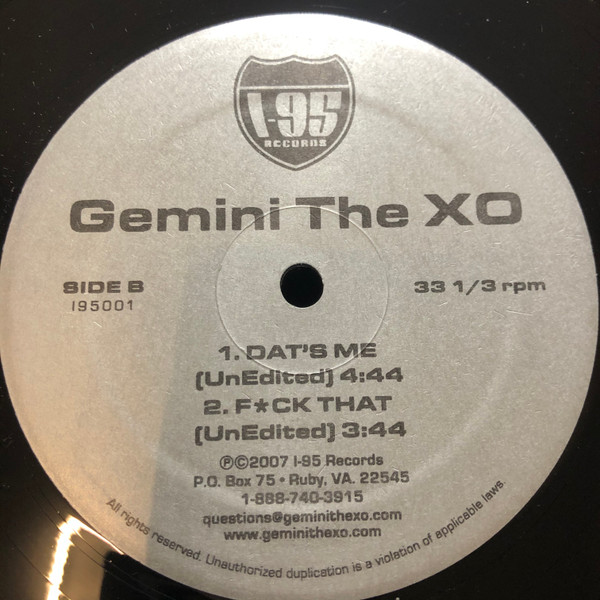 I-95
RECORDS
Gemini The XO
SIDE B
195001
33 1/3 rpm
1. DAT'S ME
(UnEdited) 4:44
2. F*CK THAT
(UnEdited) 3:44
℗©2007 I-95 Records
P.O. Box 75 • Ruby, VA. 22545
1-888-740-3915
questions@geminithexo.com
www.geminithexo.com
All rights reserved. Unauthorized duplication is a violation of applicable laws.